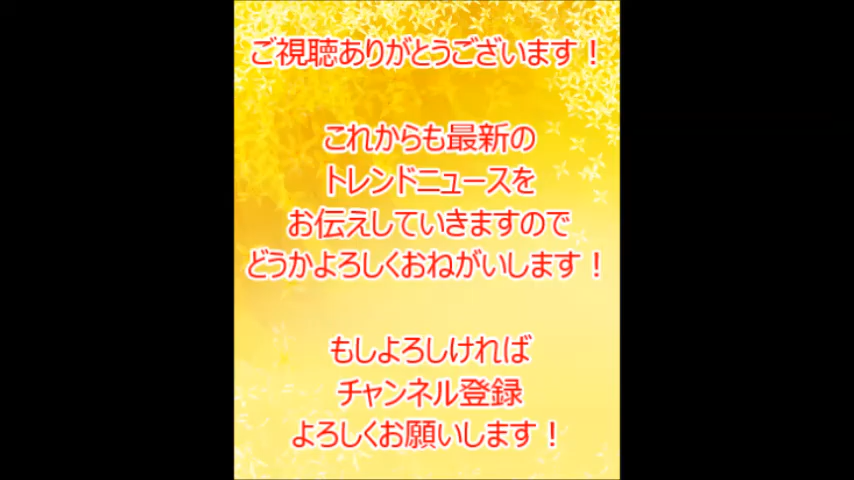 ご視聴ありがとうございます！
これからも最新の
トレンドニュースを
お伝えしていきますので
どうかよろしくおねがいします！
もしよろしければ
チャンネル登録
よろしくお願いします！